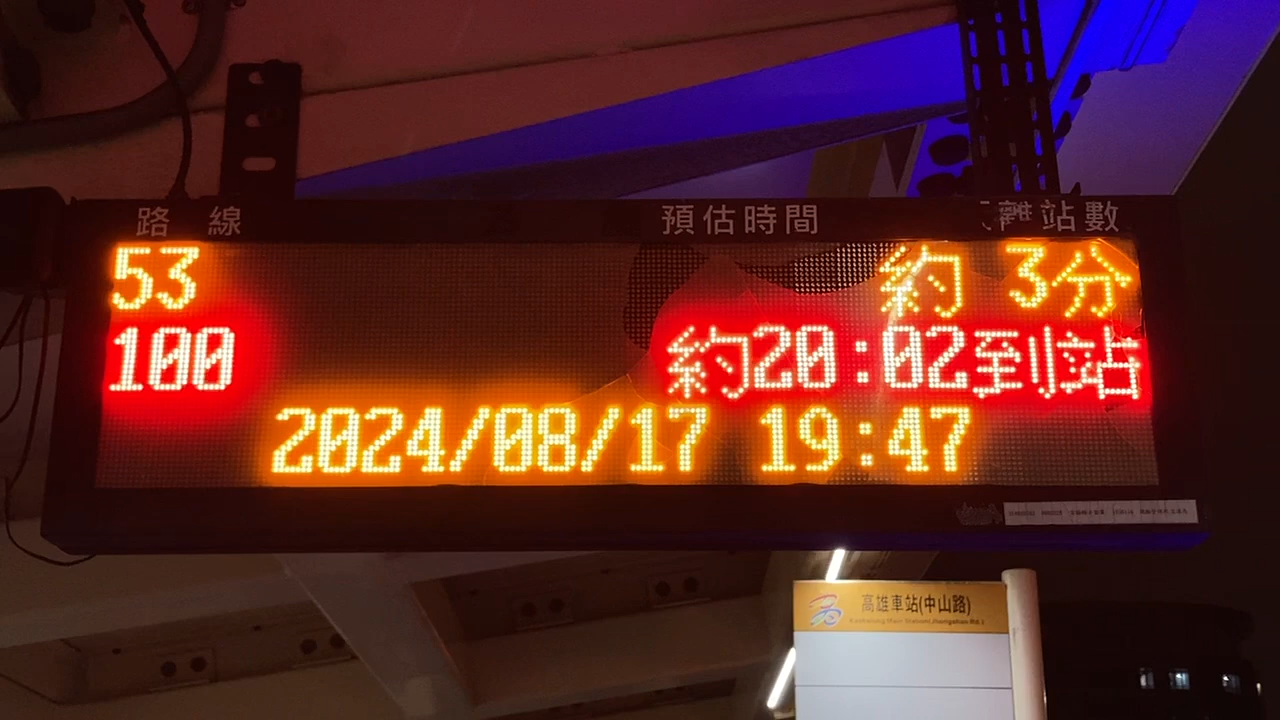 路 線 預估時間 離 站數
53 約 3分
100 約20:02到站
2024/08/17 19:47
高雄車站(中山路)
Kaohsiung Main Station(Jhongshan Rd.)